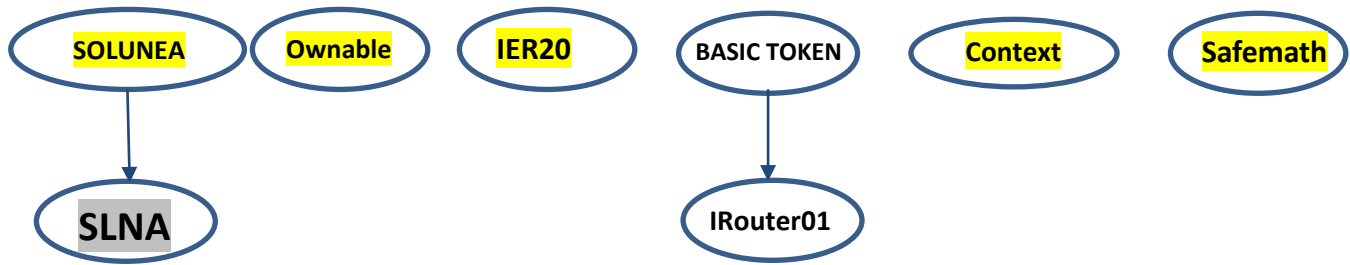 SOLUNEA
Ownable
IER20
BASIC TOKEN
Context
Safemath
SLNA
IRouter01